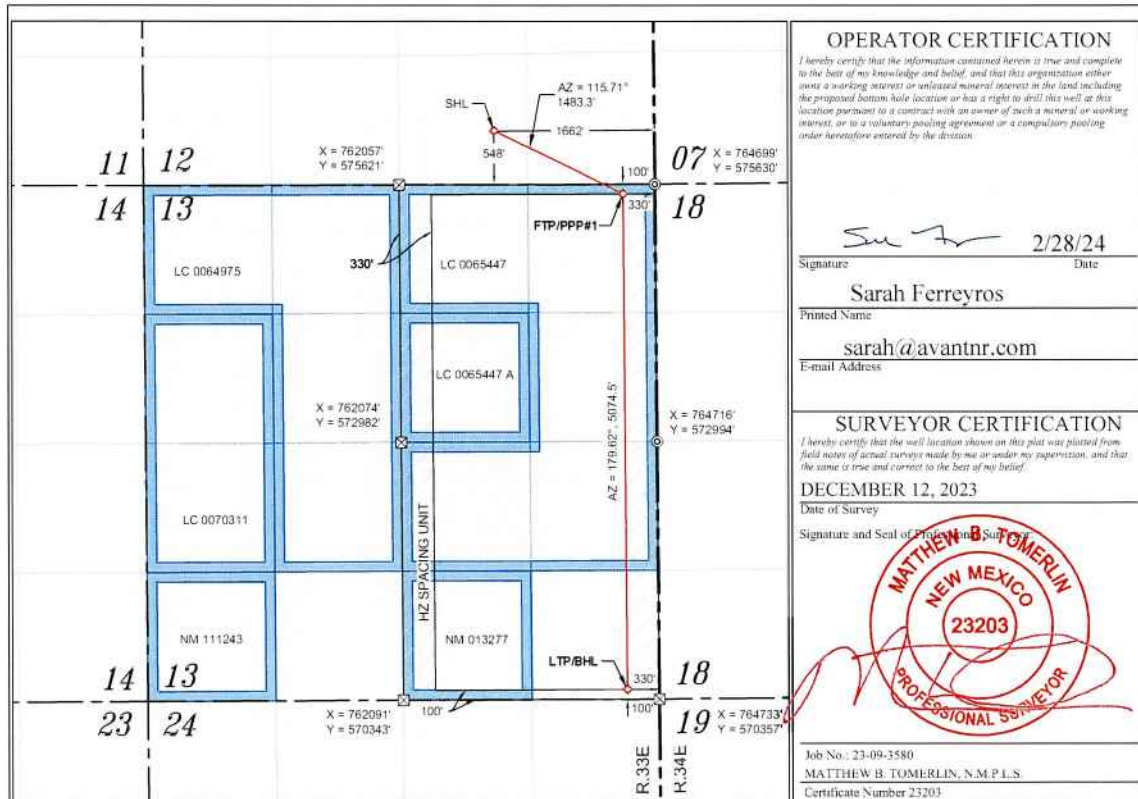 AZ = 115.71°
1483.3'
SHL
1662'
548'
11 12
X = 762057'
Y = 575621'
07
X = 764699'
Y = 575630'
100'
14 13
330'
18
FTP/PPP#1
330'
LC 0064975
LC 0065447
LC 0065447 A
X = 762074'
Y = 572982'
X = 764716'
Y = 572994'
AZ = 179.62°, 5074.5'
LC 0070311
HZ SPACING UNIT
NM 111243
NM 013277
LTP/BHL
330'
14 13
18
23 24
100'
100'
19
X = 762091'
Y = 570343'
X = 764733'
Y = 570357'
R.33E
R.34E
OPERATOR CERTIFICATION
I hereby certify that the information contained herein is true and complete
to the best of my knowledge and belief, and that this organization either
owns a working interest or unleased mineral interest in the land including
the proposed bottom hole location or has a right to drill this well at this
location pursuant to a contract with an owner of such a mineral or working
interest, or to a voluntary pooling agreement or a compulsory pooling
order heretofore entered by the division
2/28/24
Signature Date
Sarah Ferreyros
Printed Name
sarah@avantnr.com
E-mail Address
SURVEYOR CERTIFICATION
I hereby certify that the well location shown on this plat was plotted from
field notes of actual surveys made by me or under my supervision, and that
the same is true and correct to the best of my belief
DECEMBER 12, 2023
Date of Survey
Signature and Seal of Professional Surveyor:
MATTHEW B. TOMERLIN
NEW MEXICO
23203
PROFESSIONAL SURVEYOR
Job No.: 23-09-3580
MATTHEW B. TOMERLIN, N.M.P.L.S.
Certificate Number 23203